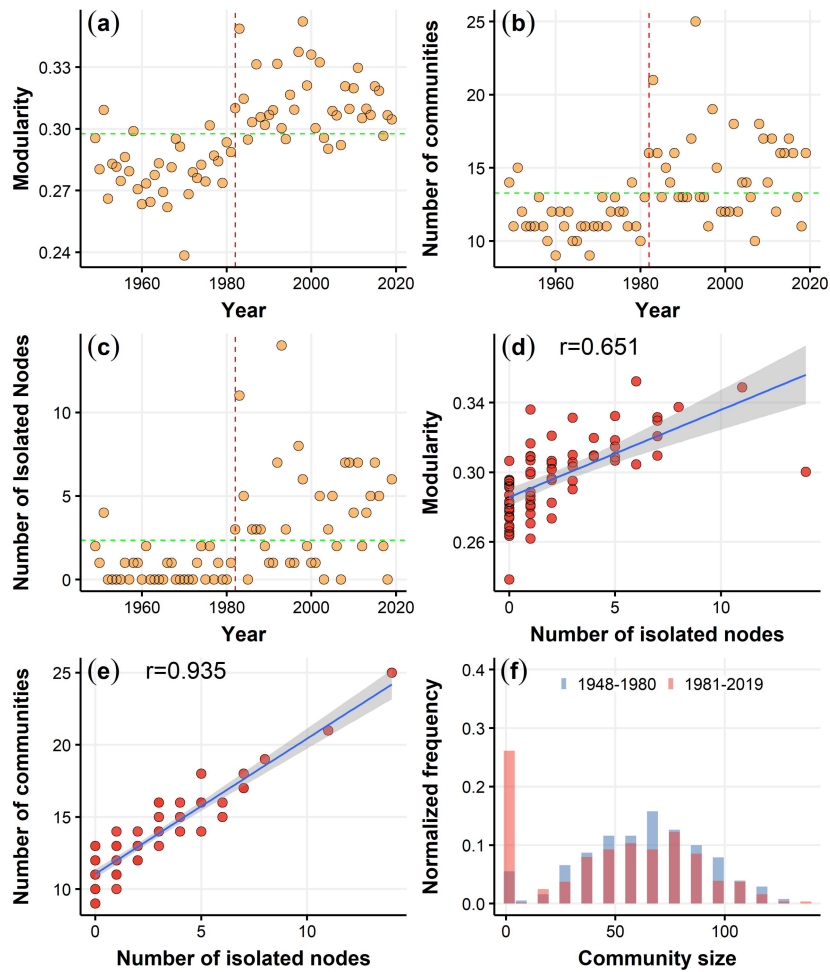 (a)
0.33
0.30
0.27
0.24
Modularity
1960
1980
2000
2020
Year
(b)
25
20
15
10
Number of communities
1960
1980
2000
2020
Year
(c)
10
5
0
Number of Isolated Nodes
1960
1980
2000
2020
Year
(d)
r=0.651
0.34
0.30
0.26
Modularity
0
5
10
Number of isolated nodes
(e)
r=0.935
25
20
15
10
Number of communities
0
5
10
Number of isolated nodes
(f)
1948-1980
1981-2019
0.4
0.3
0.2
0.1
0.0
Normalized frequency
0
50
100
Community size